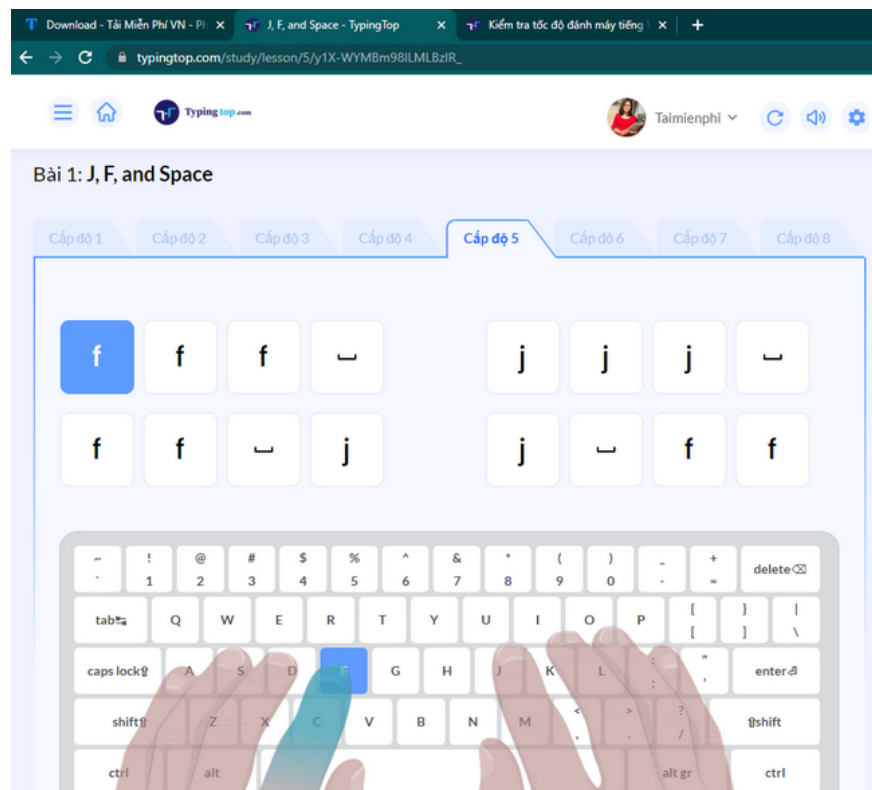 Download - Tải Miễn Phí VN - Ph
J, F, and Space - TypingTop
Kiểm tra tốc độ đánh máy tiếng
typingtop.com/study/lesson/5/y1X-WYMBm98ILMLBzIR_
Typing top.com
Taimienphi
Bài 1: J, F, and Space
Cấp độ 1 Cấp độ 2 Cấp độ 3 Cấp độ 4 Cấp độ 5 Cấp độ 6 Cấp độ 7 Cấp độ 8
f f f ⌴ j j j ⌴
f f ⌴ j j ⌴ f f
~ ! @ # $ % ^ & * ( ) _ +
` 1 2 3 4 5 6 7 8 9 0 - = delete
tab Q W E R T Y U I O P { } |
[ ] \
caps lock A S D F G H J K L : " enter
; '
shift Z X C V B N M < > ? shift
, . /
ctrl alt alt gr ctrl